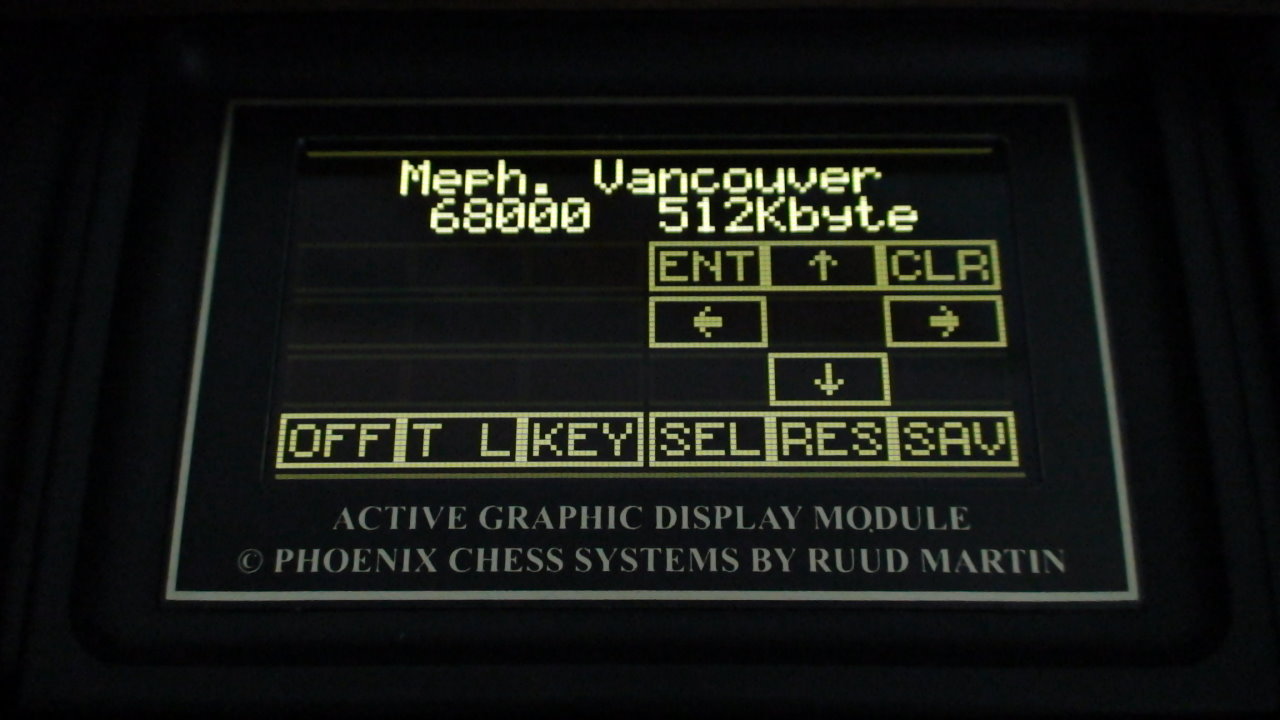 Meph. Vancouver
68000 512Kbyte
ENT ↑ CLR
← →
↓
OFF T L KEY SEL RES SAV
ACTIVE GRAPHIC DISPLAY MODULE
© PHOENIX CHESS SYSTEMS BY RUUD MARTIN